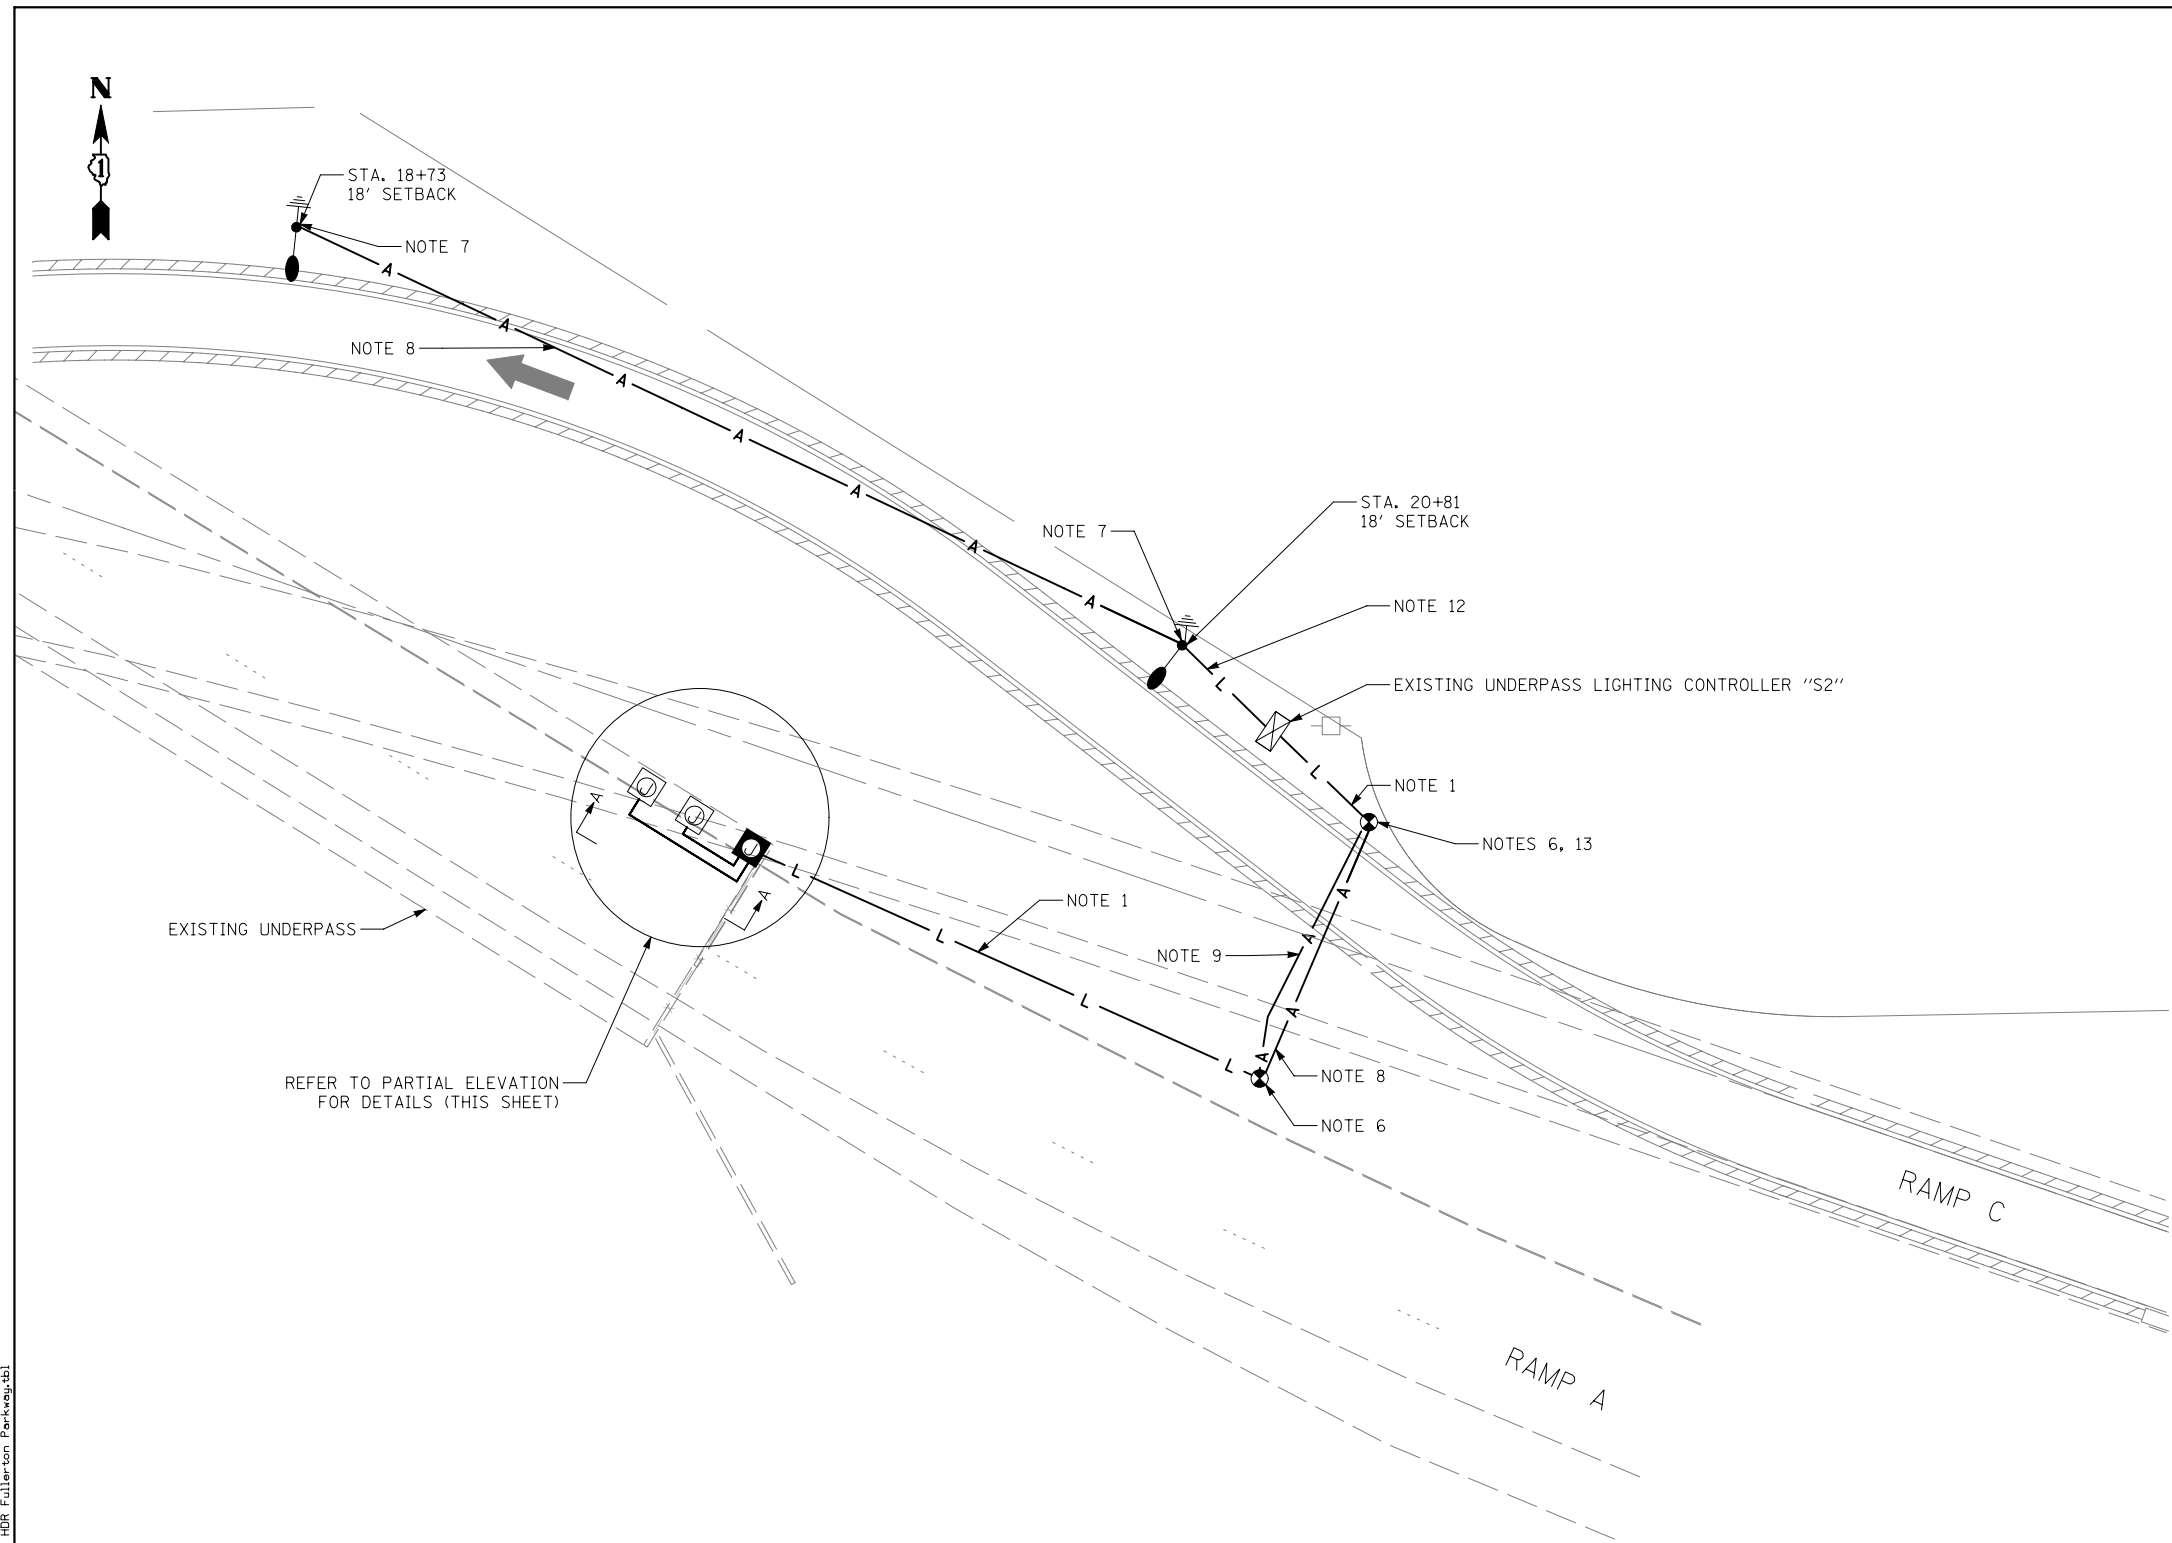 N
1
STA. 18+73
18' SETBACK
NOTE 7
A
A
NOTE 8
A
A
A
A
A
STA. 20+81
18' SETBACK
NOTE 7
NOTE 12
L
EXISTING UNDERPASS LIGHTING CONTROLLER "S2"
L
NOTE 1
NOTES 6, 13
J
J
J
A
A
L
L
L
L
NOTE 1
EXISTING UNDERPASS
A
A
A
A
NOTE 9
NOTE 8
NOTE 6
REFER TO PARTIAL ELEVATION
FOR DETAILS (THIS SHEET)
RAMP C
RAMP A
HDR Fullerton Parkway.tbl